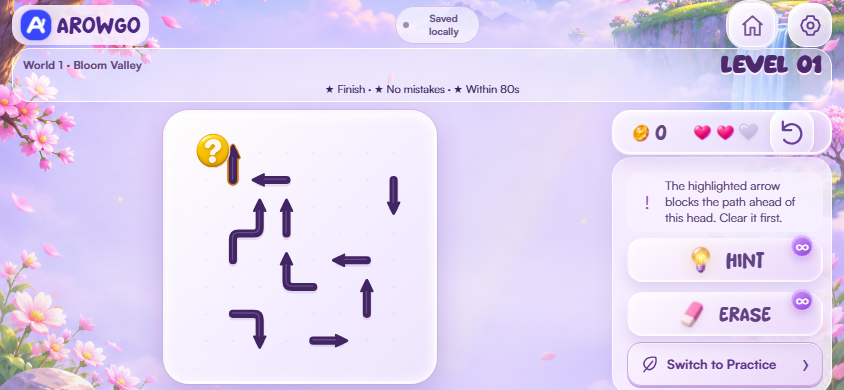 AROWGO
Saved
locally
World 1 • Bloom Valley
LEVEL 01
★ Finish • ★ No mistakes • ★ Within 80s
?
0
!
The highlighted arrow
blocks the path ahead of
this head. Clear it first.
HINT
∞
ERASE
∞
Switch to Practice